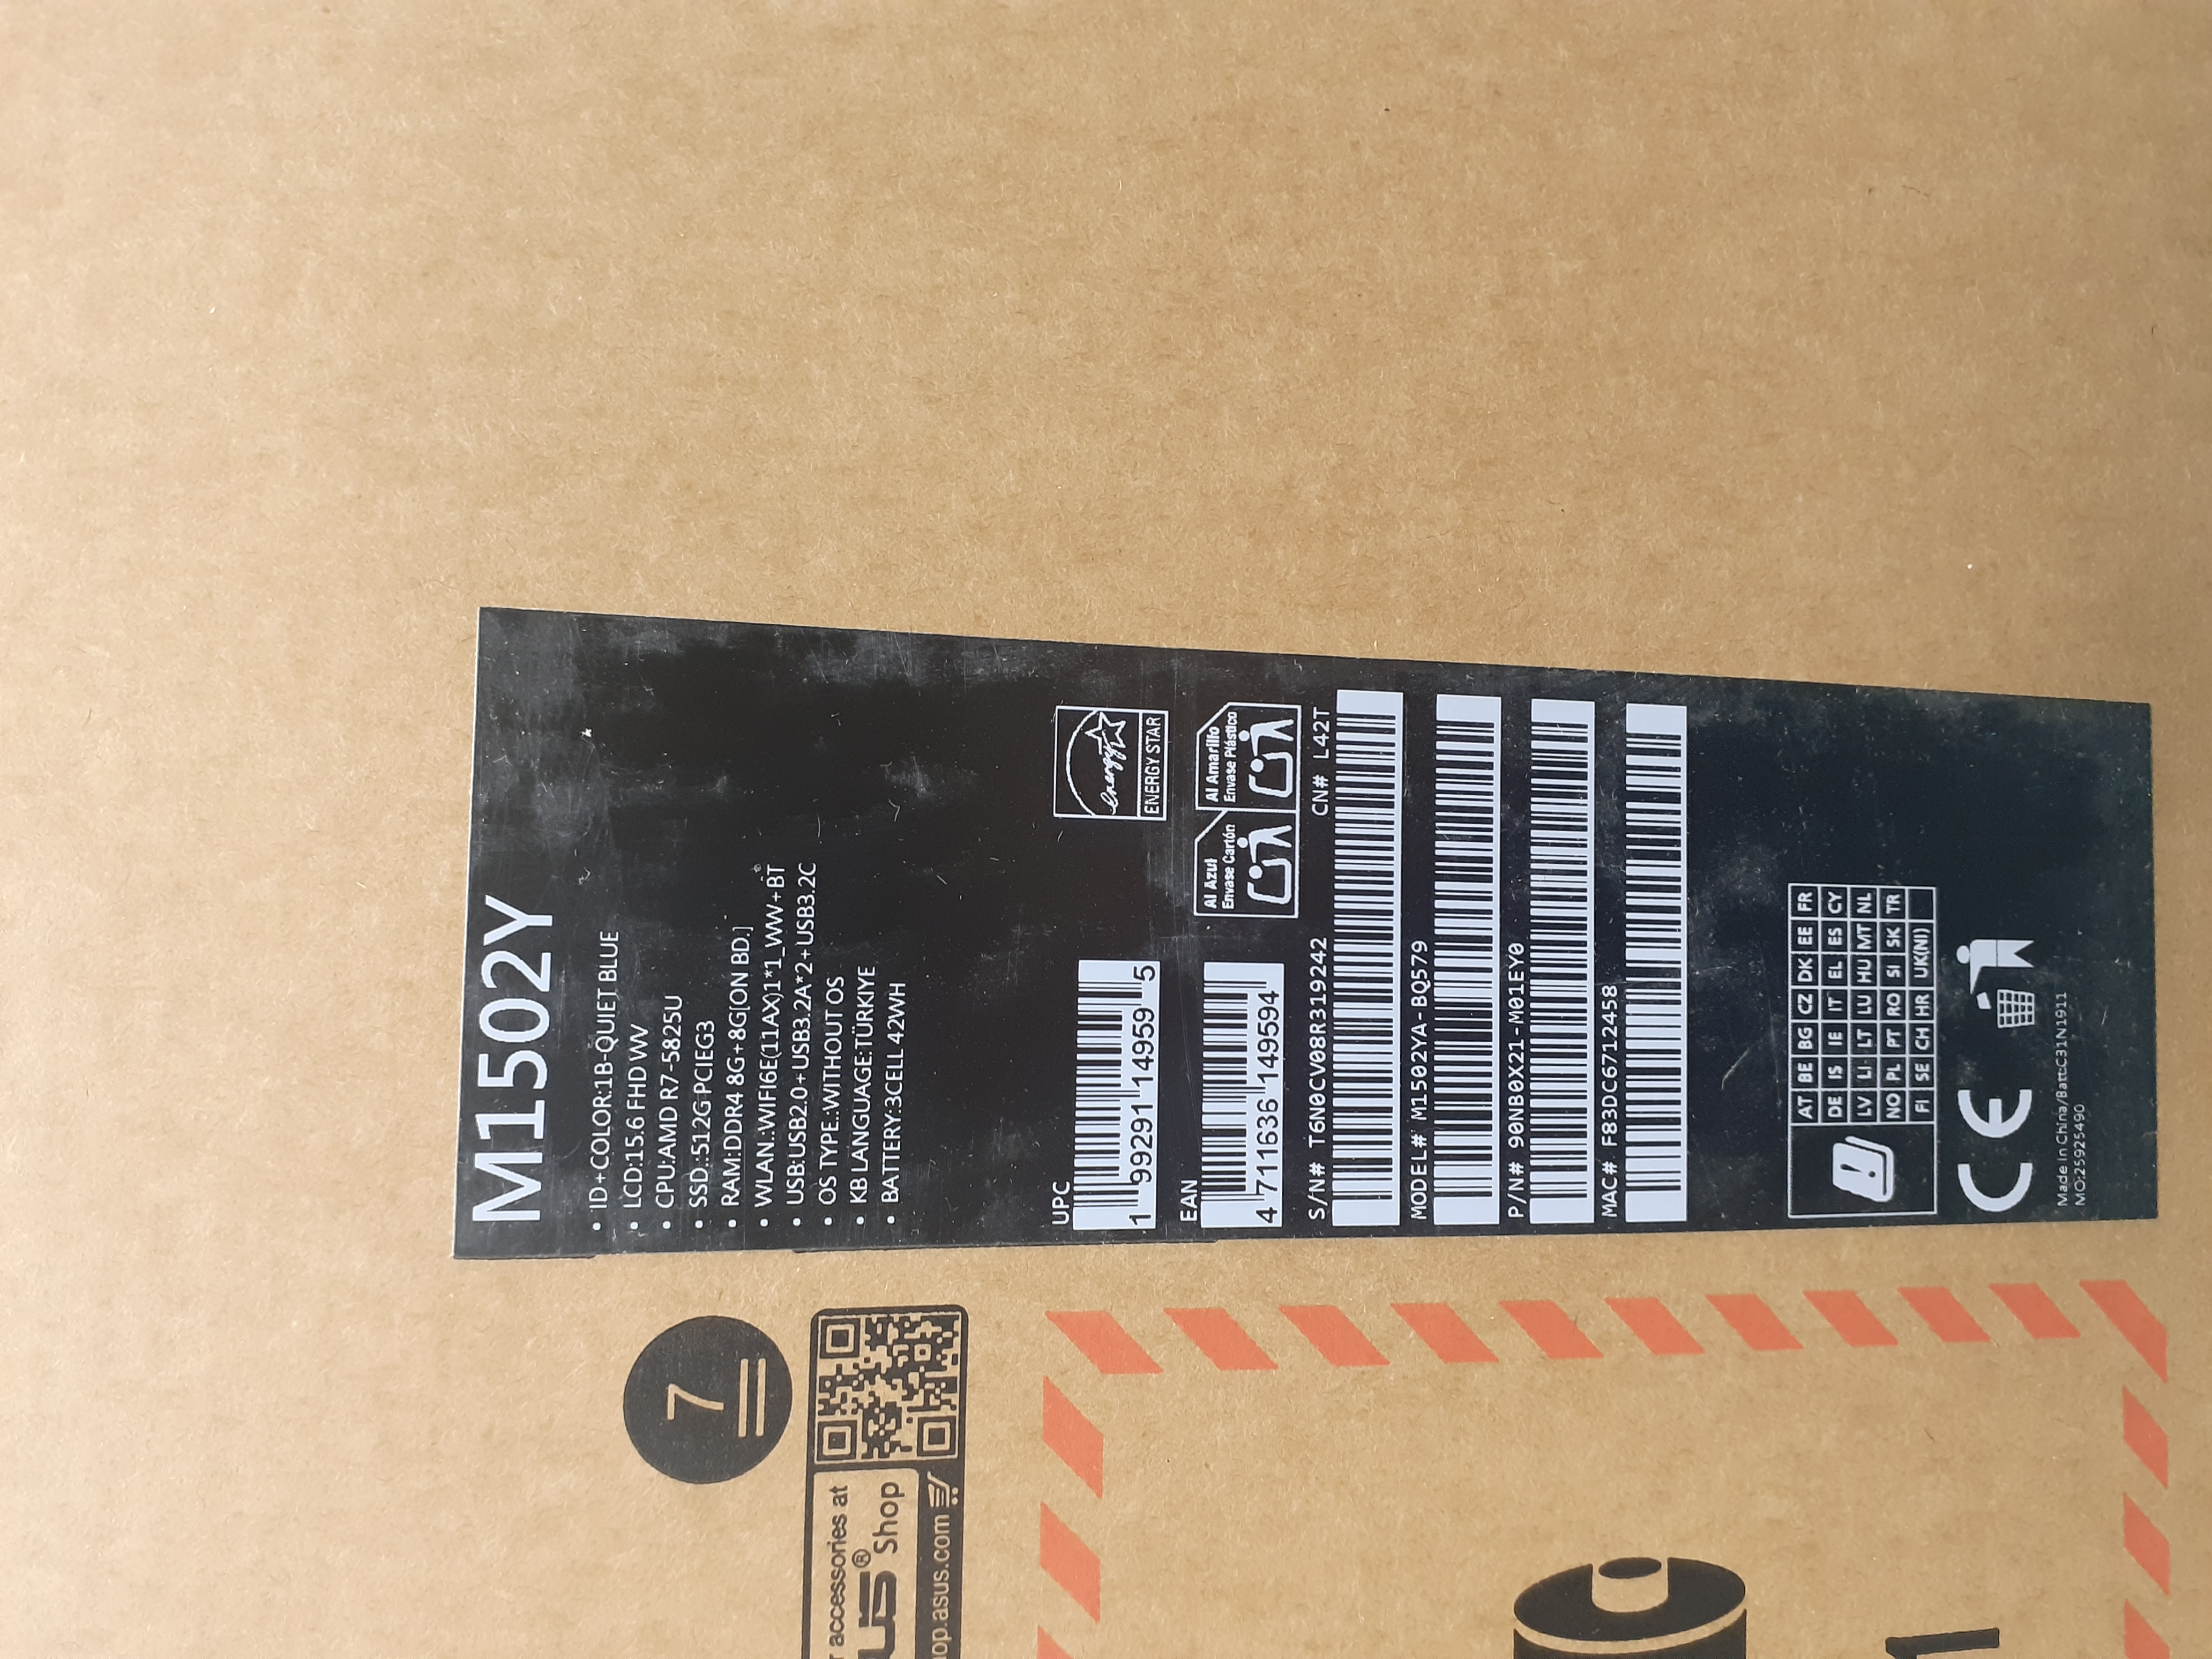 M1502Y
• ID+COLOR:1B-QUIET BLUE
• LCD:15.6 FHD WV
• CPU:AMD R7-5825U
• SSD.:512G PCIEG3
• RAM:DDR4 8G+8G[ON BD.]
• WLAN.:WIFI6E(11AX)1*1_WW+BT
• USB:USB2.0+USB3.2A*2+USB3.2C
• OS TYPE.:WITHOUT OS
• KB LANGUAGE:TÜRKIYE
• BATTERY:3CELL 42WH
energy
ENERGY STAR
UPC
1 99291 14959 5
Al Azul
Envase Cartón
Al Amarillo
Envase Plástico
EAN
4 711636 149594
S/N# T6N0CV08R319242
CN# L42T
MODEL# M1502YA-BQ579
P/N# 90NB0X21-M01EY0
MAC# F83DC6712458
AT BE BG CZ DK EE FR
DE IS IE IT EL ES CY
LV LI LT LU HU MT NL
NO PL PT RO SI SK TR
FI SE CH HR UK(NI)
CE
Made in China/Batt:C31N1911
MO:25925490
7
accessories at
Shop
op.asus.com
1